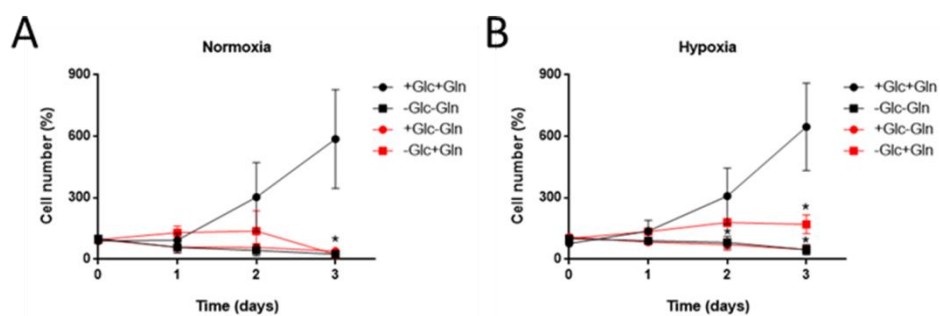 A
Normoxia
Cell number (%)
900
600
300
0
0 1 2 3
Time (days)
+Glc+Gln
-Glc-Gln
+Glc-Gln
-Glc+Gln
*
B
Hypoxia
Cell number (%)
900
600
300
0
0 1 2 3
Time (days)
+Glc+Gln
-Glc-Gln
+Glc-Gln
-Glc+Gln
*
*
*